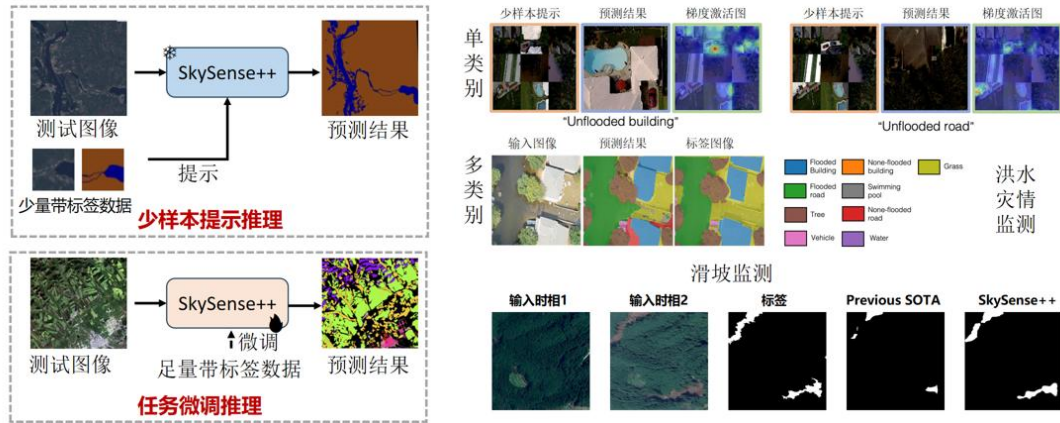 SkySense++
测试图像
预测结果
提示
少量带标签数据
少样本提示推理
SkySense++
测试图像
微调
足量带标签数据
预测结果
任务微调推理
单类别
少样本提示
预测结果
梯度激活图
少样本提示
预测结果
梯度激活图
"Unflooded building"
"Unflooded road"
多类别
输入图像
预测结果
标签图像
Flooded
Building
None-flooded
building
Grass
Flooded
road
Swimming
pool
Tree
None-flooded
road
Vehicle
Water
洪水
灾情
监测
滑坡监测
输入时相1
输入时相2
标签
Previous SOTA
SkySense++